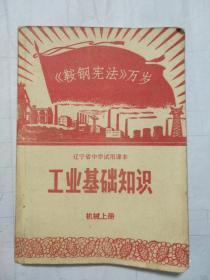 《鞍钢宪法》万岁
辽宁省中学试用课本
工业基础知识
机械上册